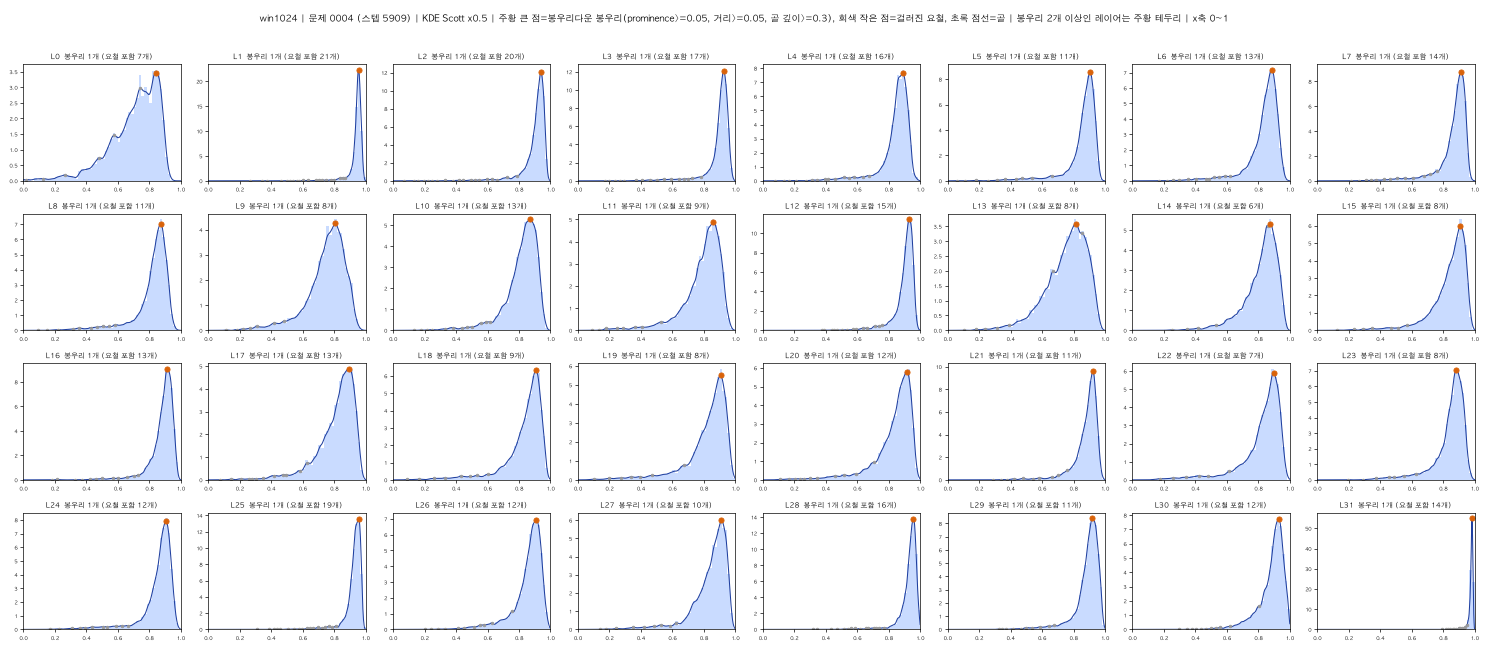 win1024 | 문제 0004 (스텝 5909) | KDE Scott x0.5 | 주황 큰 점=봉우리다운 봉우리(prominence>=0.05, 거리>=0.05, 골 깊이>=0.3), 회색 작은 점=걸러진 요철, 초록 점선=골 | 봉우리 2개 이상인 레이어는 주황 테두리 | x축 0~1
L0 봉우리 1개 (요철 포함 7개)
L1 봉우리 1개 (요철 포함 21개)
L2 봉우리 1개 (요철 포함 20개)
L3 봉우리 1개 (요철 포함 17개)
L4 봉우리 1개 (요철 포함 16개)
L5 봉우리 1개 (요철 포함 11개)
L6 봉우리 1개 (요철 포함 13개)
L7 봉우리 1개 (요철 포함 14개)
L8 봉우리 1개 (요철 포함 11개)
L9 봉우리 1개 (요철 포함 8개)
L10 봉우리 1개 (요철 포함 13개)
L11 봉우리 1개 (요철 포함 9개)
L12 봉우리 1개 (요철 포함 15개)
L13 봉우리 1개 (요철 포함 8개)
L14 봉우리 1개 (요철 포함 6개)
L15 봉우리 1개 (요철 포함 8개)
L16 봉우리 1개 (요철 포함 13개)
L17 봉우리 1개 (요철 포함 13개)
L18 봉우리 1개 (요철 포함 9개)
L19 봉우리 1개 (요철 포함 8개)
L20 봉우리 1개 (요철 포함 12개)
L21 봉우리 1개 (요철 포함 11개)
L22 봉우리 1개 (요철 포함 7개)
L23 봉우리 1개 (요철 포함 8개)
L24 봉우리 1개 (요철 포함 12개)
L25 봉우리 1개 (요철 포함 19개)
L26 봉우리 1개 (요철 포함 12개)
L27 봉우리 1개 (요철 포함 10개)
L28 봉우리 1개 (요철 포함 16개)
L29 봉우리 1개 (요철 포함 11개)
L30 봉우리 1개 (요철 포함 12개)
L31 봉우리 1개 (요철 포함 14개)